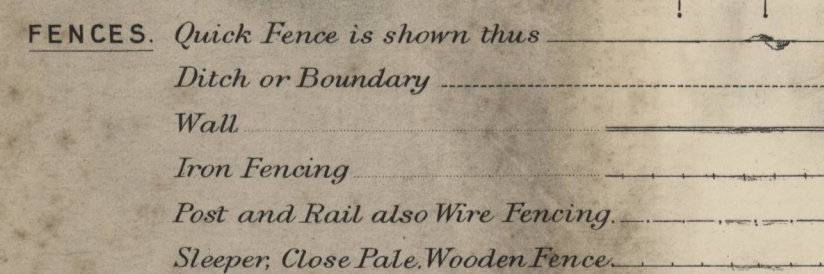 FENCES. Quick Fence is shown thus
Ditch or Boundary
Wall
Iron Fencing
Post and Rail also Wire Fencing.
Sleeper, Close Pale, Wooden Fence.